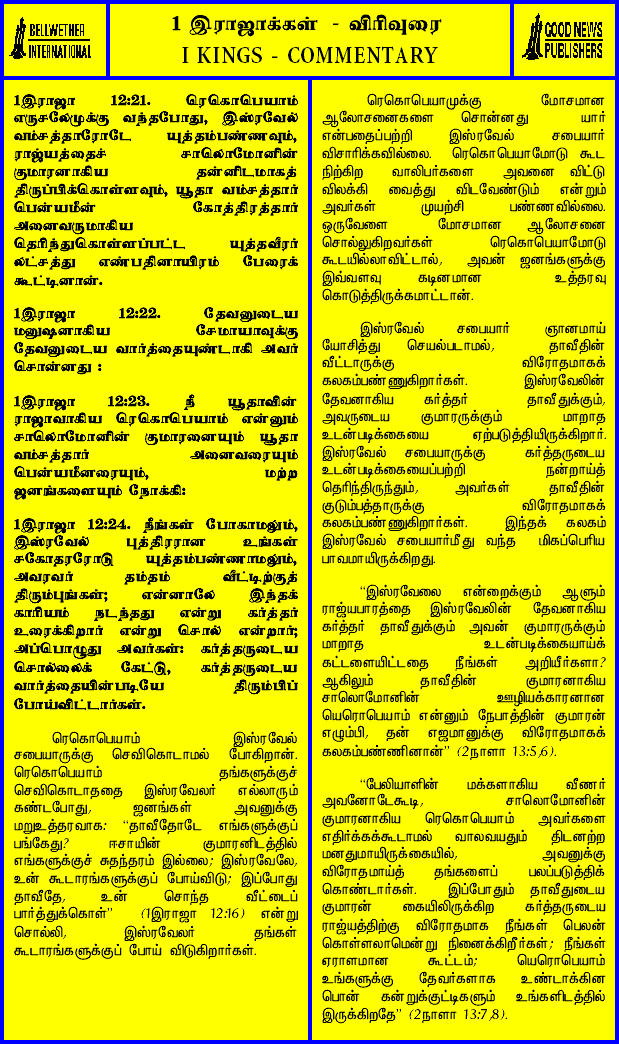 BELLWETHER
INTERNATIONAL
1 இராஜாக்கள் - விரிவுரை
I KINGS - COMMENTARY
GOOD NEWS
PUBLISHERS
1இராஜா 12:21. ரெகொபெயாம்
எருசலேமுக்கு வந்தபோது, இஸ்ரவேல்
வம்சத்தாரோடே யுத்தம்பண்ணவும்,
ராஜ்யத்தைச் சாலொமோனின்
குமாரனாகிய தன்னிடமாகத்
திருப்பிக்கொள்ளவும், யூதா வம்சத்தார்
பென்யமீன் கோத்திரத்தார்
அனைவருமாகிய
தெரிந்துகொள்ளப்பட்ட யுத்தவீரர்
லட்சத்து எண்பதினாயிரம் பேரைக்
கூட்டினான்.
1இராஜா 12:22. தேவனுடைய
மனுஷனாகிய சேமாயாவுக்கு
தேவனுடைய வார்த்தையுண்டாகி அவர்
சொன்னது :
1இராஜா 12:23. நீ யூதாவின்
ராஜாவாகிய ரெகொபெயாம் என்னும்
சாலொமோனின் குமாரனையும் யூதா
வம்சத்தார் அனைவரையும்
பென்யமீனரையும், மற்ற
ஜனங்களையும் நோக்கி:
1இராஜா 12:24. நீங்கள் போகாமலும்,
இஸ்ரவேல் புத்திரரான உங்கள்
சகோதரரோடு யுத்தம்பண்ணாமலும்,
அவரவர் தம்தம் வீட்டிற்குத்
திரும்புங்கள்; என்னாலே இந்தக்
காரியம் நடந்தது என்று கர்த்தர்
உரைக்கிறார் என்று சொல் என்றார்;
அப்பொழுது அவர்கள்: கர்த்தருடைய
சொல்லைக் கேட்டு, கர்த்தருடைய
வார்த்தையின்படியே திரும்பிப்
போய்விட்டார்கள்.
ரெகொபெயாம் இஸ்ரவேல்
சபையாருக்கு செவிகொடாமல் போகிறான்.
ரெகொபெயாம் தங்களுக்குச்
செவிகொடாததை இஸ்ரவேலர் எல்லாரும்
கண்டபோது, ஜனங்கள் அவனுக்கு
மறுஉத்தரவாக: "தாவீதோடே எங்களுக்குப்
பங்கேது? ஈசாயின் குமாரனிடத்தில்
எங்களுக்குச் சுதந்தரம் இல்லை; இஸ்ரவேலே,
உன் கூடாரங்களுக்குப் போய்விடு; இப்போது
தாவீதே, உன் சொந்த வீட்டைப்
பார்த்துக்கொள்" (1இராஜா 12:16) என்று
சொல்லி, இஸ்ரவேலர் தங்கள்
கூடாரங்களுக்குப் போய் விடுகிறார்கள்.
ரெகொபெயாமுக்கு மோசமான
ஆலோசனைகளை சொன்னது யார்
என்பதைப்பற்றி இஸ்ரவேல் சபையார்
விசாரிக்கவில்லை. ரெகொபெயாமோடு கூட
நிற்கிற வாலிபர்களை அவனை விட்டு
விலக்கி வைத்து விடவேண்டும் என்றும்
அவர்கள் முயற்சி பண்ணவில்லை.
ஒருவேளை மோசமான ஆலோசனை
சொல்லுகிறவர்கள் ரெகொபெயாமோடு
கூடயில்லாவிட்டால், அவன் ஜனங்களுக்கு
இவ்வளவு கடினமான உத்தரவு
கொடுத்திருக்கமாட்டான்.
இஸ்ரவேல் சபையார் ஞானமாய்
யோசித்து செயல்படாமல், தாவீதின்
வீட்டாருக்கு விரோதமாகக்
கலகம்பண்ணுகிறார்கள். இஸ்ரவேலின்
தேவனாகிய கர்த்தர் தாவீதுக்கும்,
அவருடைய குமாரருக்கும் மாறாத
உடன்படிக்கையை ஏற்படுத்தியிருக்கிறார்.
இஸ்ரவேல் சபையாருக்கு கர்த்தருடைய
உடன்படிக்கையைப்பற்றி நன்றாய்த்
தெரிந்திருந்தும், அவர்கள் தாவீதின்
குடும்பத்தாருக்கு விரோதமாகக்
கலகம்பண்ணுகிறார்கள். இந்தக் கலகம்
இஸ்ரவேல் சபையார்மீது வந்த மிகப்பெரிய
பாவமாயிருக்கிறது.
"இஸ்ரவேலை என்றைக்கும் ஆளும்
ராஜ்யபாரத்தை இஸ்ரவேலின் தேவனாகிய
கர்த்தர் தாவீதுக்கும் அவன் குமாரருக்கும்
மாறாத உடன்படிக்கையாய்க்
கட்டளையிட்டதை நீங்கள் அறியீர்களா?
ஆகிலும் தாவீதின் குமாரனாகிய
சாலொமோனின் ஊழியக்காரனான
யெரொபெயாம் என்னும் நேபாத்தின் குமாரன்
எழும்பி, தன் எஜமானுக்கு விரோதமாகக்
கலகம்பண்ணினான்" (2நாளா 13:5,6).
"பேலியாளின் மக்களாகிய வீணர்
அவனோடேகூடி, சாலொமோனின்
குமாரனாகிய ரெகொபெயாம் அவர்களை
எதிர்க்கக்கூடாமல் வாலவயதும் திடனற்ற
மனதுமாயிருக்கையில், அவனுக்கு
விரோதமாய்த் தங்களைப் பலப்படுத்திக்
கொண்டார்கள். இப்போதும் தாவீதுடைய
குமாரன் கையிலிருக்கிற கர்த்தருடைய
ராஜ்யத்திற்கு விரோதமாக நீங்கள் பெலன்
கொள்ளலாமென்று நினைக்கிறீர்கள்; நீங்கள்
ஏராளமான கூட்டம்; யெரொபெயாம்
உங்களுக்கு தேவர்களாக உண்டாக்கின
பொன் கன்றுக்குட்டிகளும் உங்களிடத்தில்
இருக்கிறதே" (2நாளா 13:7,8).